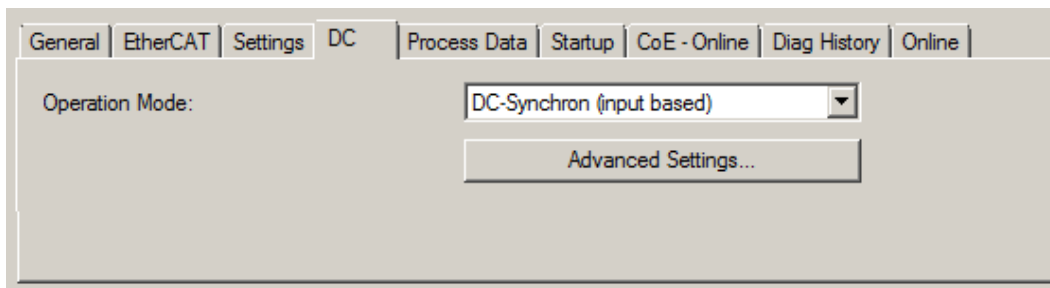 General EtherCAT Settings DC Process Data Startup CoE - Online Diag History Online
Operation Mode: DC-Synchron (input based)
Advanced Settings...